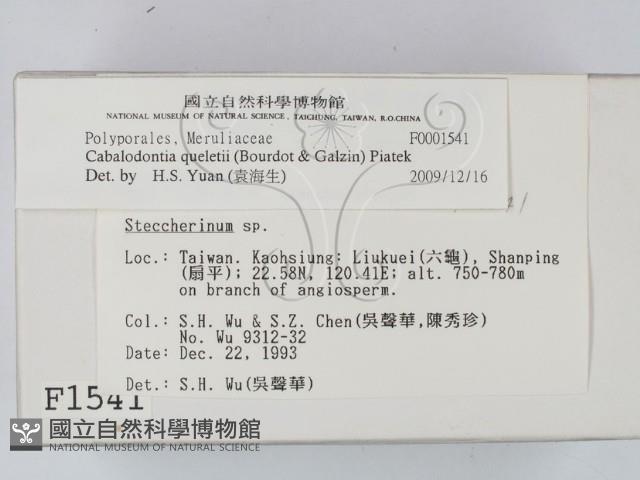 國立自然科學博物館
NATIONAL MUSEUM OF NATURAL SCIENCE, TAICHUNG, TAIWAN, R.O.CHINA
Polyporales, Meruliaceae F0001541
Cabalodontia queletii (Bourdot & Galzin) Piatek
Det. by H.S. Yuan (袁海生) 2009/12/16
Steccherinum sp.
Loc.: Taiwan. Kaohsiung: Liukuei(六龜), Shanping
(扇平); 22.58N, 120.41E; alt. 750-780m
on branch of angiosperm.
Col.: S.H. Wu & S.Z. Chen(吳聲華,陳秀珍)
No. Wu 9312-32
Date: Dec. 22, 1993
Det.: S.H. Wu(吳聲華)
F1541
國立自然科學博物館
NATIONAL MUSEUM OF NATURAL SCIENCE